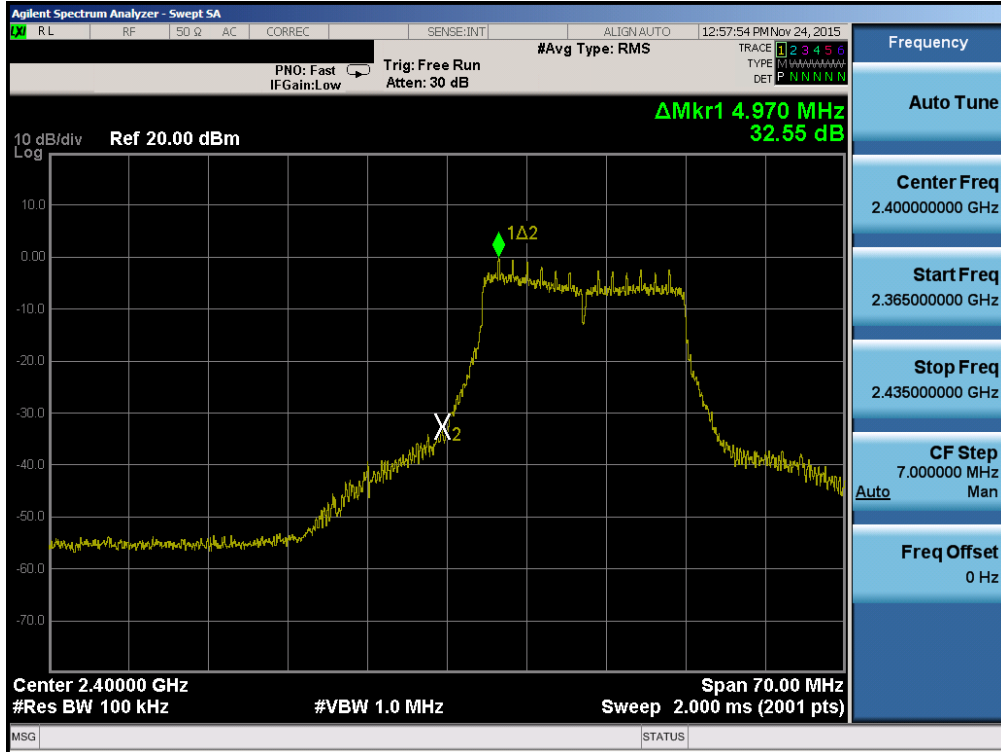 Agilent Spectrum Analyzer - Swept SA
LXI RL RF 50 Ω AC CORREC SENSE:INT ALIGN AUTO 12:57:54 PM Nov 24, 2015
#Avg Type: RMS
TRACE 1 2 3 4 5 6
PNO: Fast Trig: Free Run
TYPE M
IFGain:Low Atten: 30 dB
DET P N N N N N
ΔMkr1 4.970 MHz
32.55 dB
10 dB/div Ref 20.00 dBm
Log
10.0
1Δ2
0.00
-10.0
-20.0
-30.0
X2
-40.0
-50.0
-60.0
-70.0
Center 2.40000 GHz Span 70.00 MHz
#Res BW 100 kHz #VBW 1.0 MHz Sweep 2.000 ms (2001 pts)
MSG STATUS
Frequency
Auto Tune
Center Freq
2.400000000 GHz
Start Freq
2.365000000 GHz
Stop Freq
2.435000000 GHz
CF Step
7.000000 MHz
Auto Man
Freq Offset
0 Hz